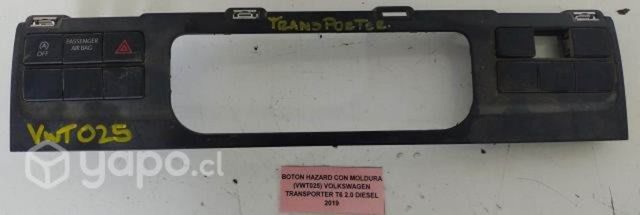 TRANSPORTER.
OFF
PASSENGER
AIR BAG
VWT025
yapo.cl
BOTON HAZARD CON MOLDURA
(VWT025) VOLKSWAGEN
TRANSPORTER T6 2.0 DIESEL
2019